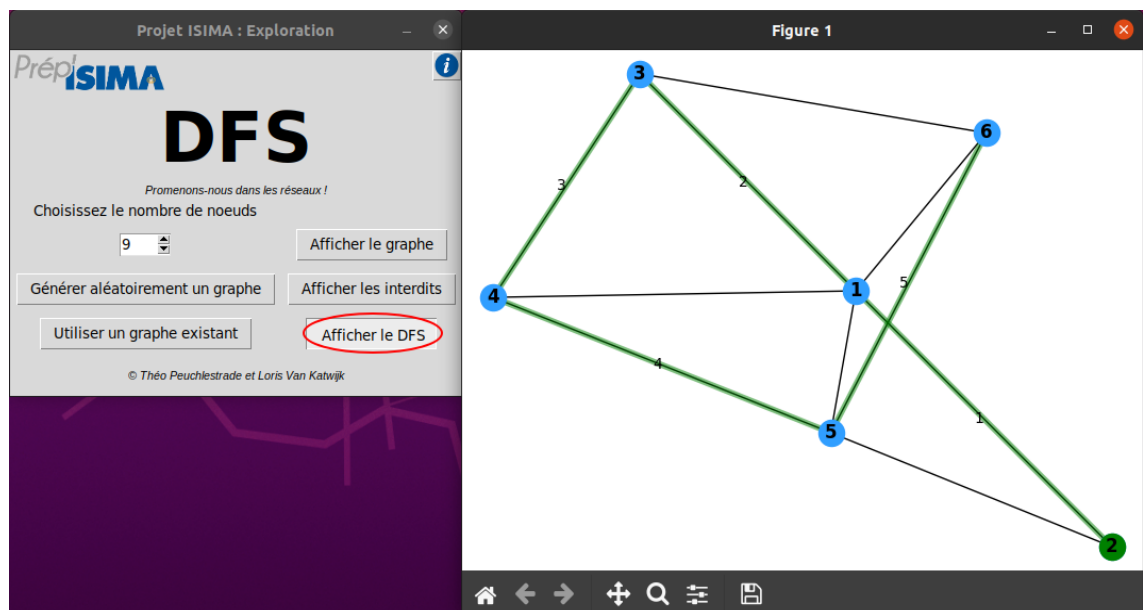 Projet ISIMA : Exploration
Prép'ISIMA
i
DFS
Promenons-nous dans les réseaux !
Choisissez le nombre de noeuds
9
Afficher le graphe
Générer aléatoirement un graphe
Afficher les interdits
Utiliser un graphe existant
Afficher le DFS
© Théo Peuchlestrade et Loris Van Katwijk
Figure 1
3
6
2
3
5
1
4
4
5
1
2